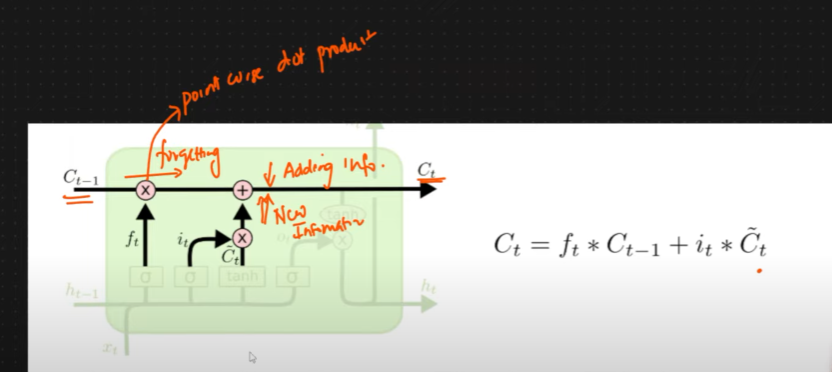 point wise dot product
forgetting
C_{t-1}
↓ Adding info.
C_t
×
+
New
Information
f_t
i_t
×
C̃_t
tanh
×
C_t = f_t * C_{t-1} + i_t * C̃_t
σ
σ
tanh
σ
h_{t-1}
h_t
x_t